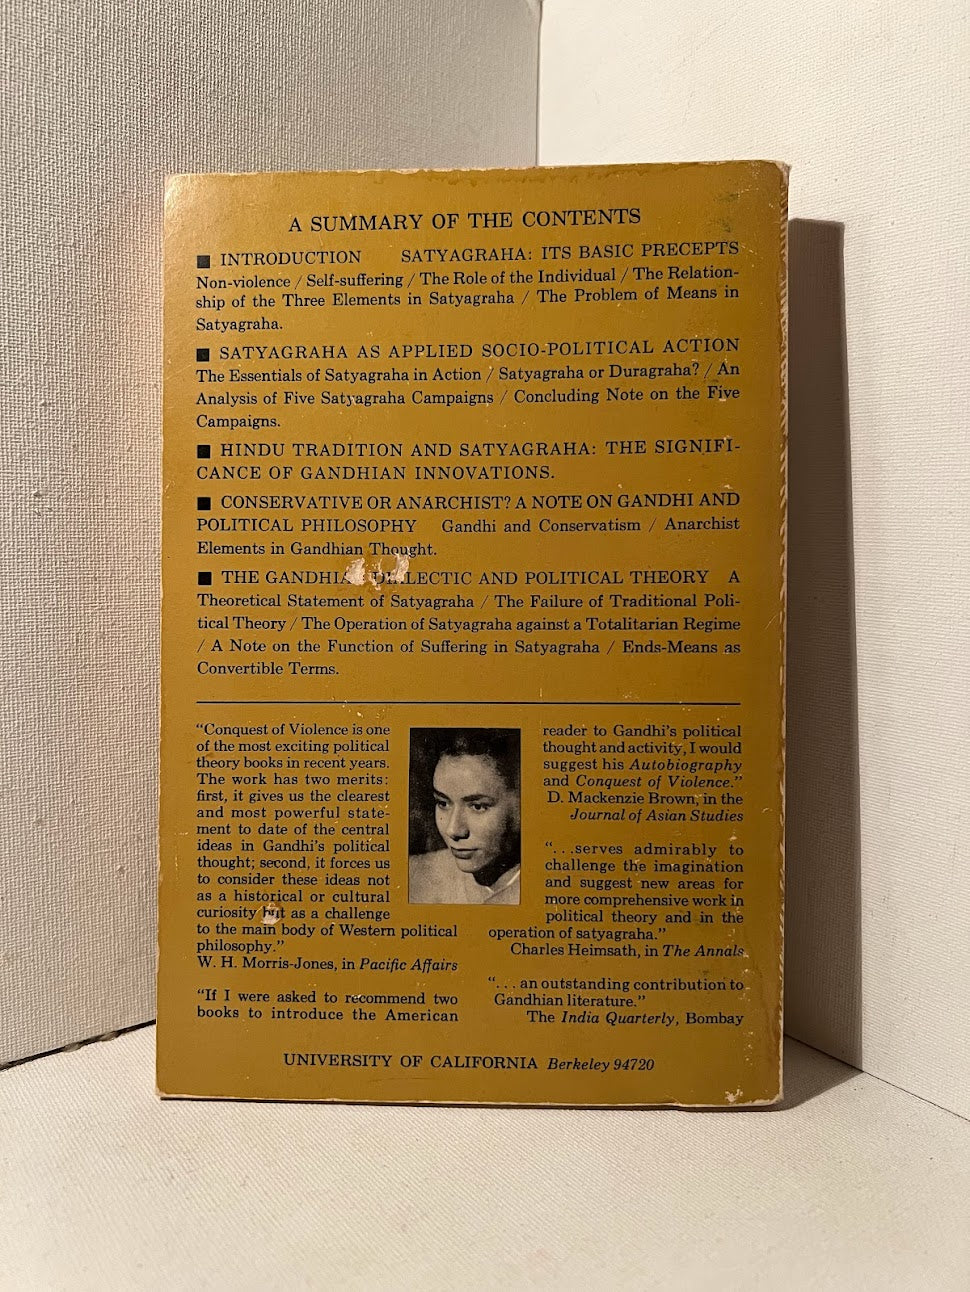 A SUMMARY OF THE CONTENTS
■ INTRODUCTION SATYAGRAHA: ITS BASIC PRECEPTS
Non-violence / Self-suffering / The Role of the Individual / The Relation-
ship of the Three Elements in Satyagraha / The Problem of Means in
Satyagraha.
■ SATYAGRAHA AS APPLIED SOCIO-POLITICAL ACTION
The Essentials of Satyagraha in Action / Satyagraha or Duragraha? / An
Analysis of Five Satyagraha Campaigns / Concluding Note on the Five
Campaigns.
■ HINDU TRADITION AND SATYAGRAHA: THE SIGNIFI-
CANCE OF GANDHIAN INNOVATIONS.
■ CONSERVATIVE OR ANARCHIST? A NOTE ON GANDHI AND
POLITICAL PHILOSOPHY Gandhi and Conservatism / Anarchist
Elements in Gandhian Thought.
■ THE GANDHIAN DIALECTIC AND POLITICAL THEORY A
Theoretical Statement of Satyagraha / The Failure of Traditional Poli-
tical Theory / The Operation of Satyagraha against a Totalitarian Regime
/ A Note on the Function of Suffering in Satyagraha / Ends-Means as
Convertible Terms.
"Conquest of Violence is one
of the most exciting political
theory books in recent years.
The work has two merits:
first, it gives us the clearest
and most powerful state-
ment to date of the central
ideas in Gandhi's political
thought; second, it forces us
to consider these ideas not
as a historical or cultural
curiosity but as a challenge
to the main body of Western political
philosophy."
W. H. Morris-Jones, in Pacific Affairs
"If I were asked to recommend two
books to introduce the American
reader to Gandhi's political
thought and activity, I would
suggest his Autobiography
and Conquest of Violence."
D. Mackenzie Brown, in the
Journal of Asian Studies
". . .serves admirably to
challenge the imagination
and suggest new areas for
more comprehensive work in
political theory and in the
operation of satyagraha."
Charles Heimsath, in The Annals
". . . an outstanding contribution to
Gandhian literature."
The India Quarterly, Bombay
UNIVERSITY OF CALIFORNIA Berkeley 94720